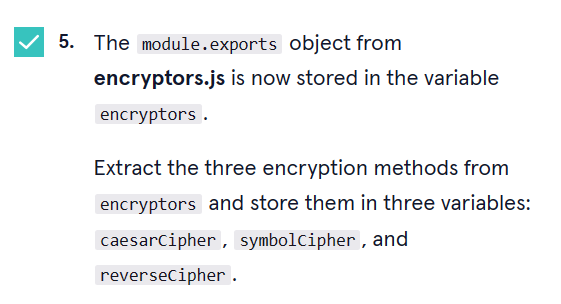 5. The module.exports object from
encryptors.js is now stored in the variable
encryptors.
Extract the three encryption methods from
encryptors and store them in three variables:
caesarCipher, symbolCipher, and
reverseCipher.